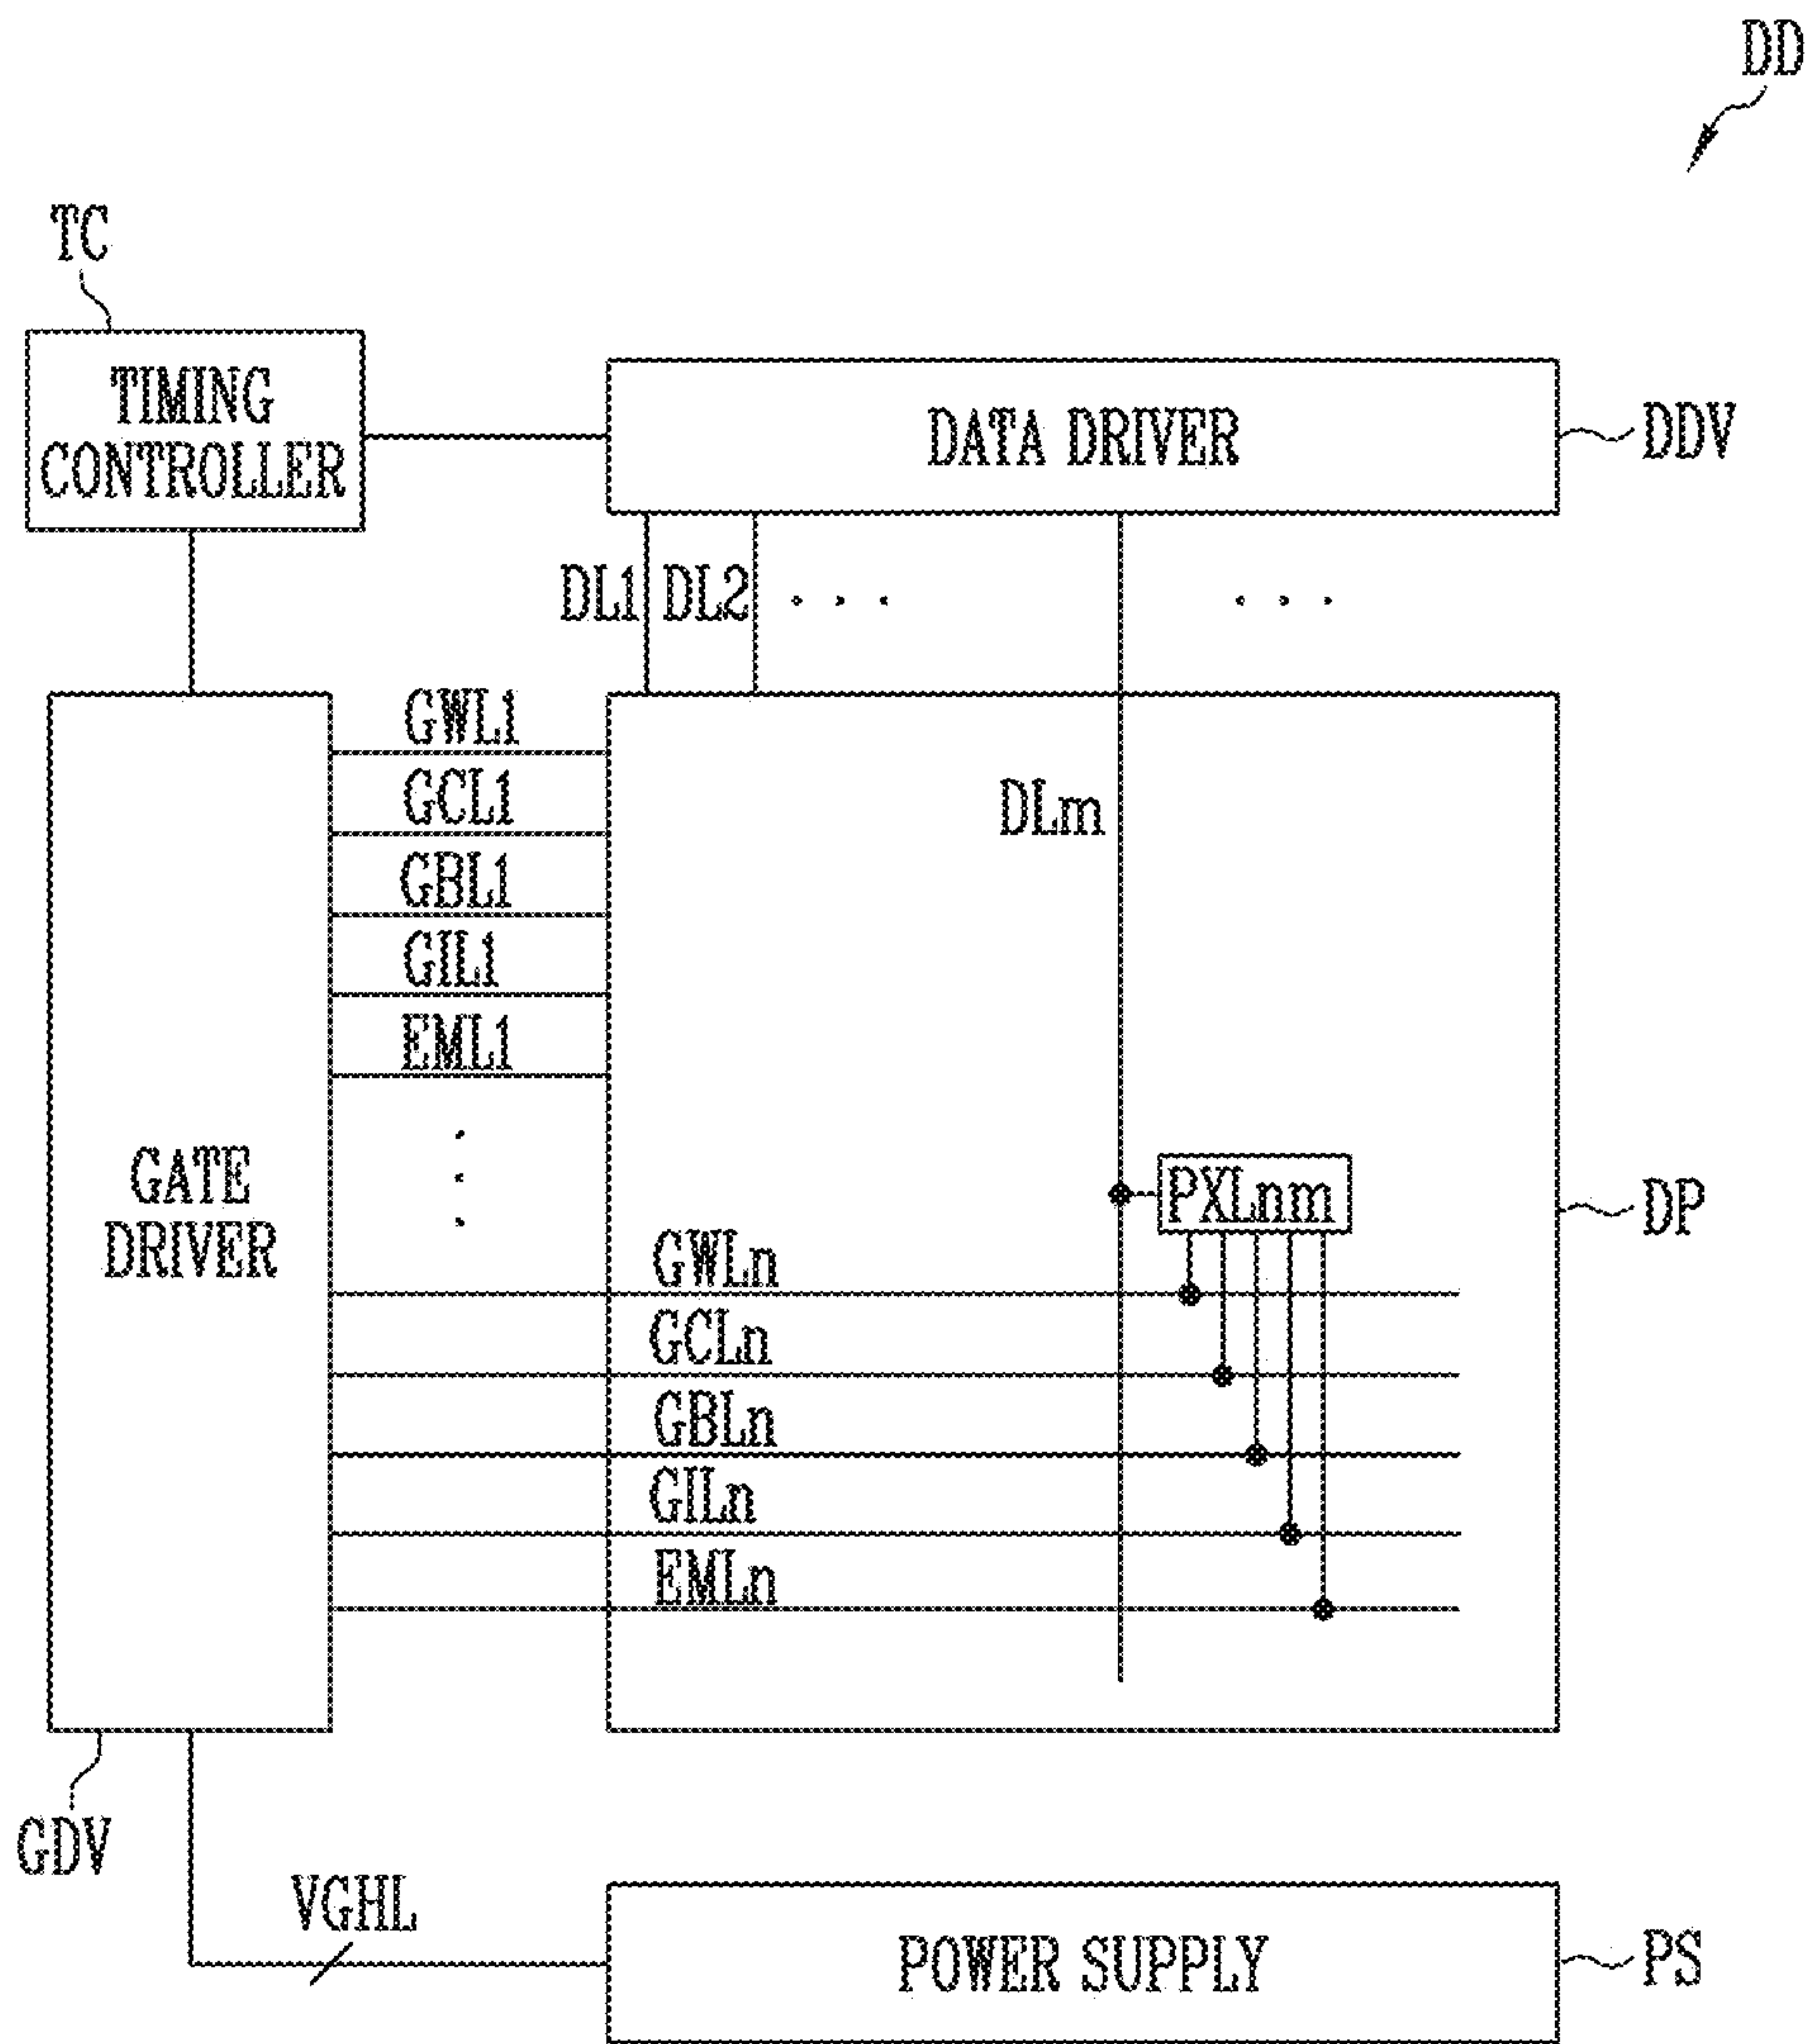 DD
TC
TIMING
CONTROLLER
DATA DRIVER
DDV
DL1
DL2
. . .
. . .
GWL1
GCL1
GBL1
GIL1
EML1
DLm
GATE
DRIVER
PXLnm
DP
GWLn
GCLn
GBLn
GILn
EMLn
GDV
VGHL
POWER SUPPLY
PS